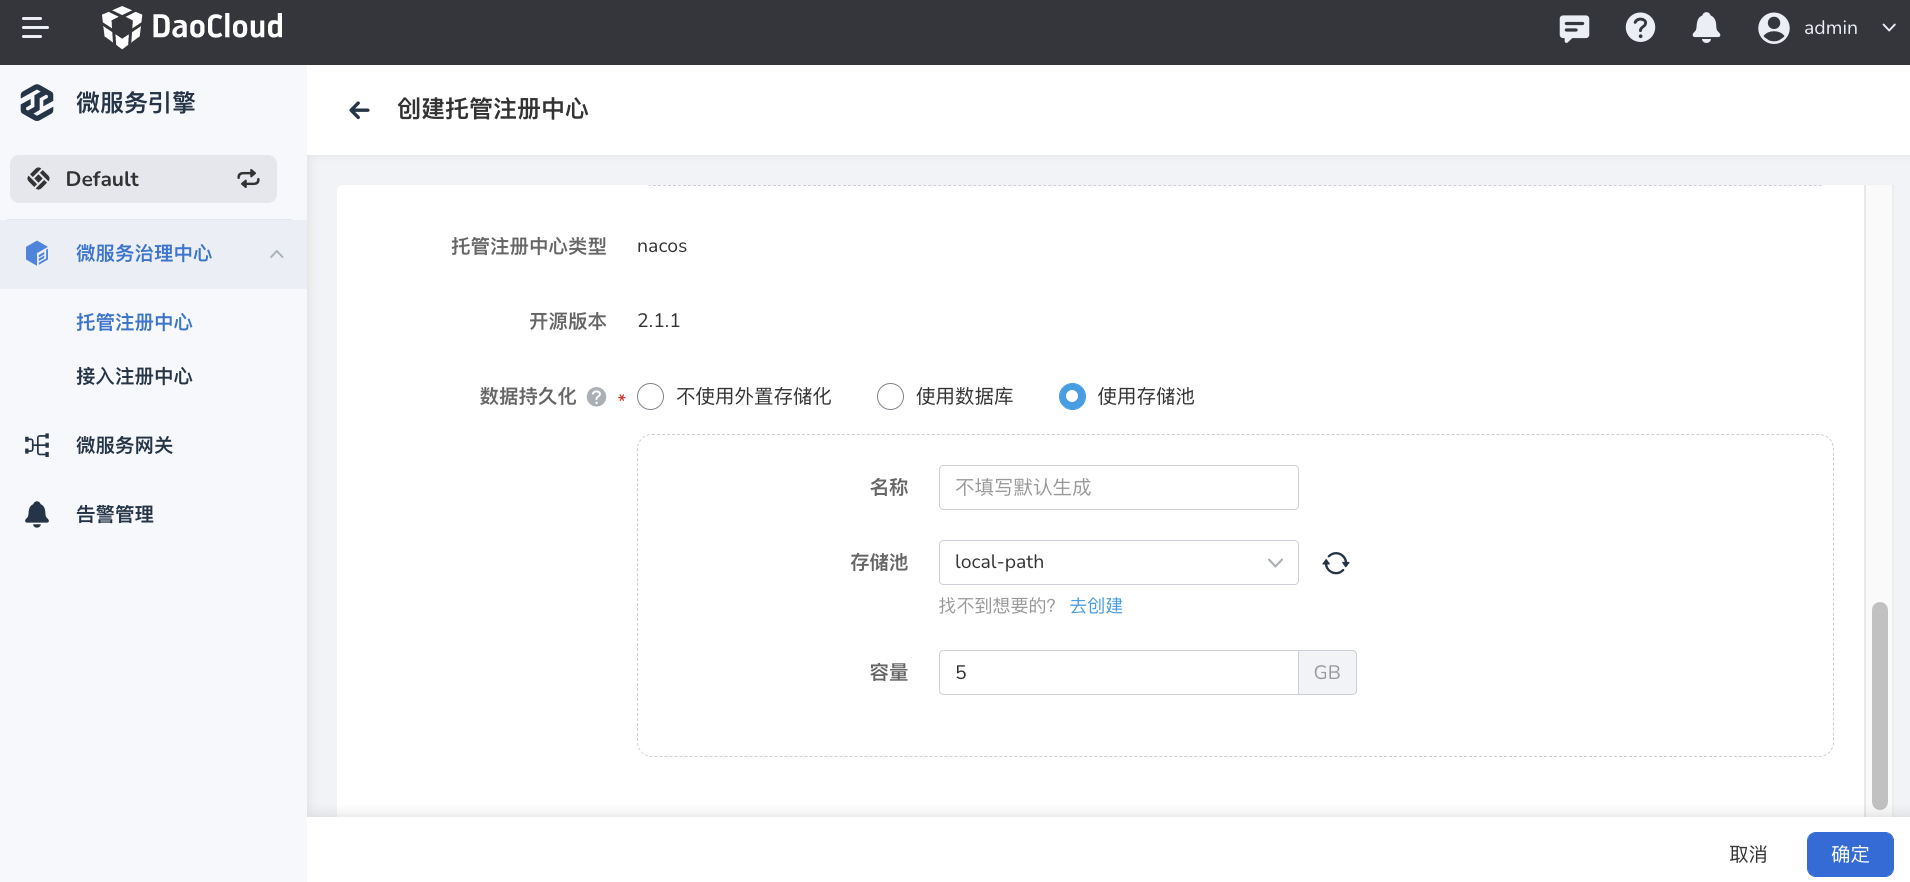 DaoCloud
admin
微服务引擎
Default
微服务治理中心
托管注册中心
接入注册中心
微服务网关
告警管理
创建托管注册中心
托管注册中心类型 nacos
开源版本 2.1.1
数据持久化 ? * 不使用外置存储化 使用数据库 使用存储池
名称 不填写默认生成
存储池 local-path
找不到想要的? 去创建
容量 5 GB
取消 确定